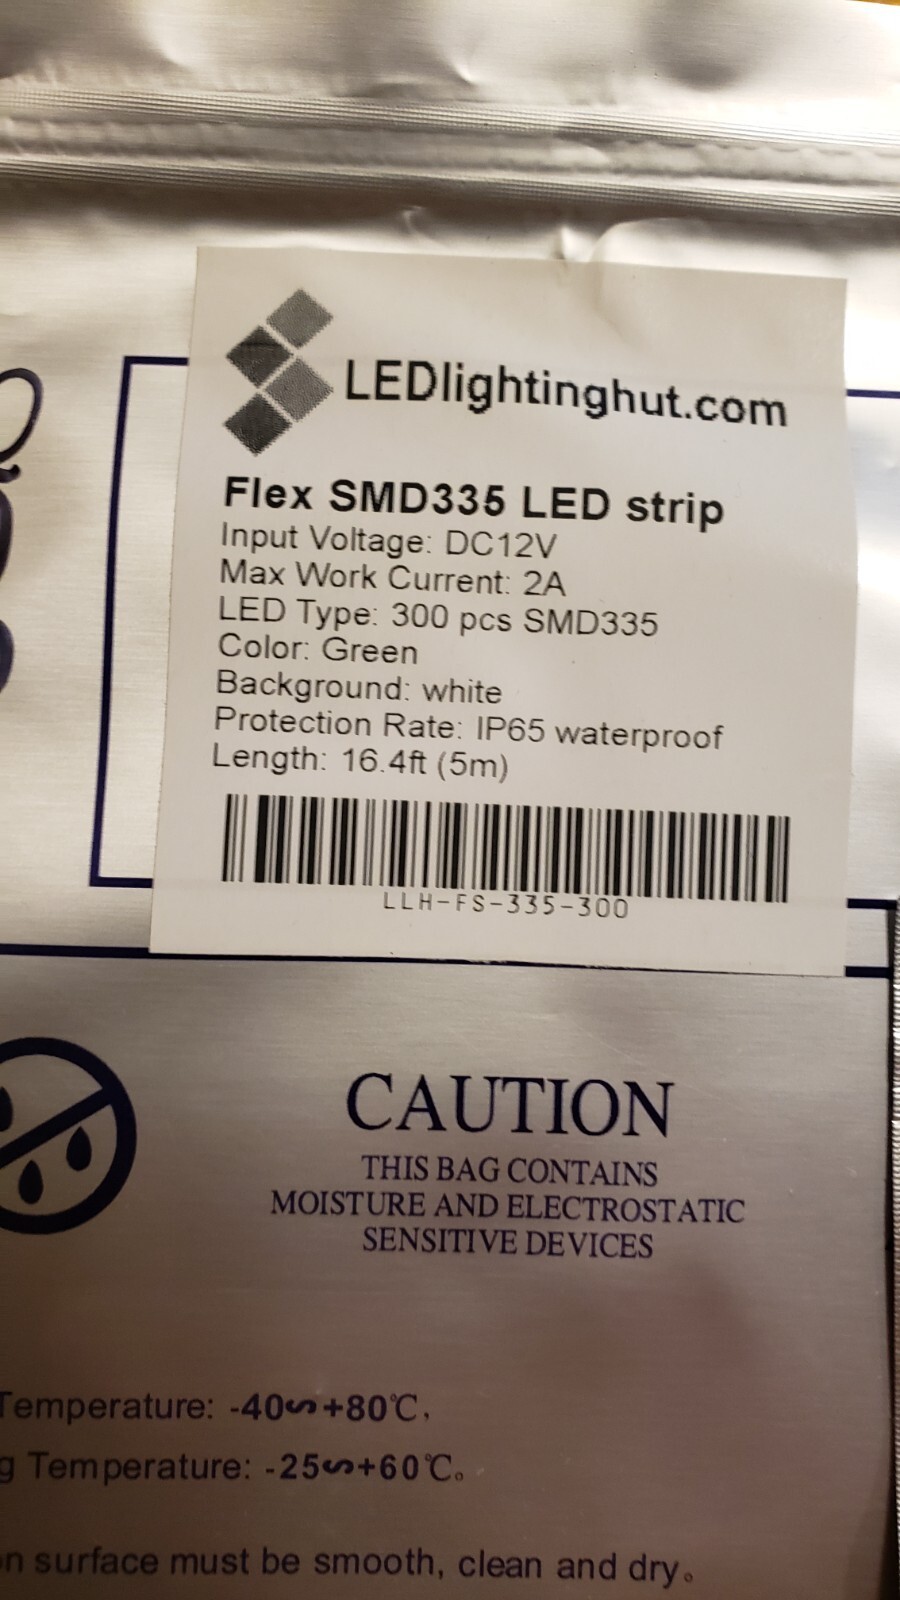 LEDlightinghut.com
Flex SMD335 LED strip
Input Voltage: DC12V
Max Work Current: 2A
LED Type: 300 pcs SMD335
Color: Green
Background: white
Protection Rate: IP65 waterproof
Length: 16.4ft (5m)
LLH-FS-335-300
CAUTION
THIS BAG CONTAINS
MOISTURE AND ELECTROSTATIC
SENSITIVE DEVICES
Temperature: -40∽+80℃,
g Temperature: -25∽+60℃。
n surface must be smooth, clean and dry。